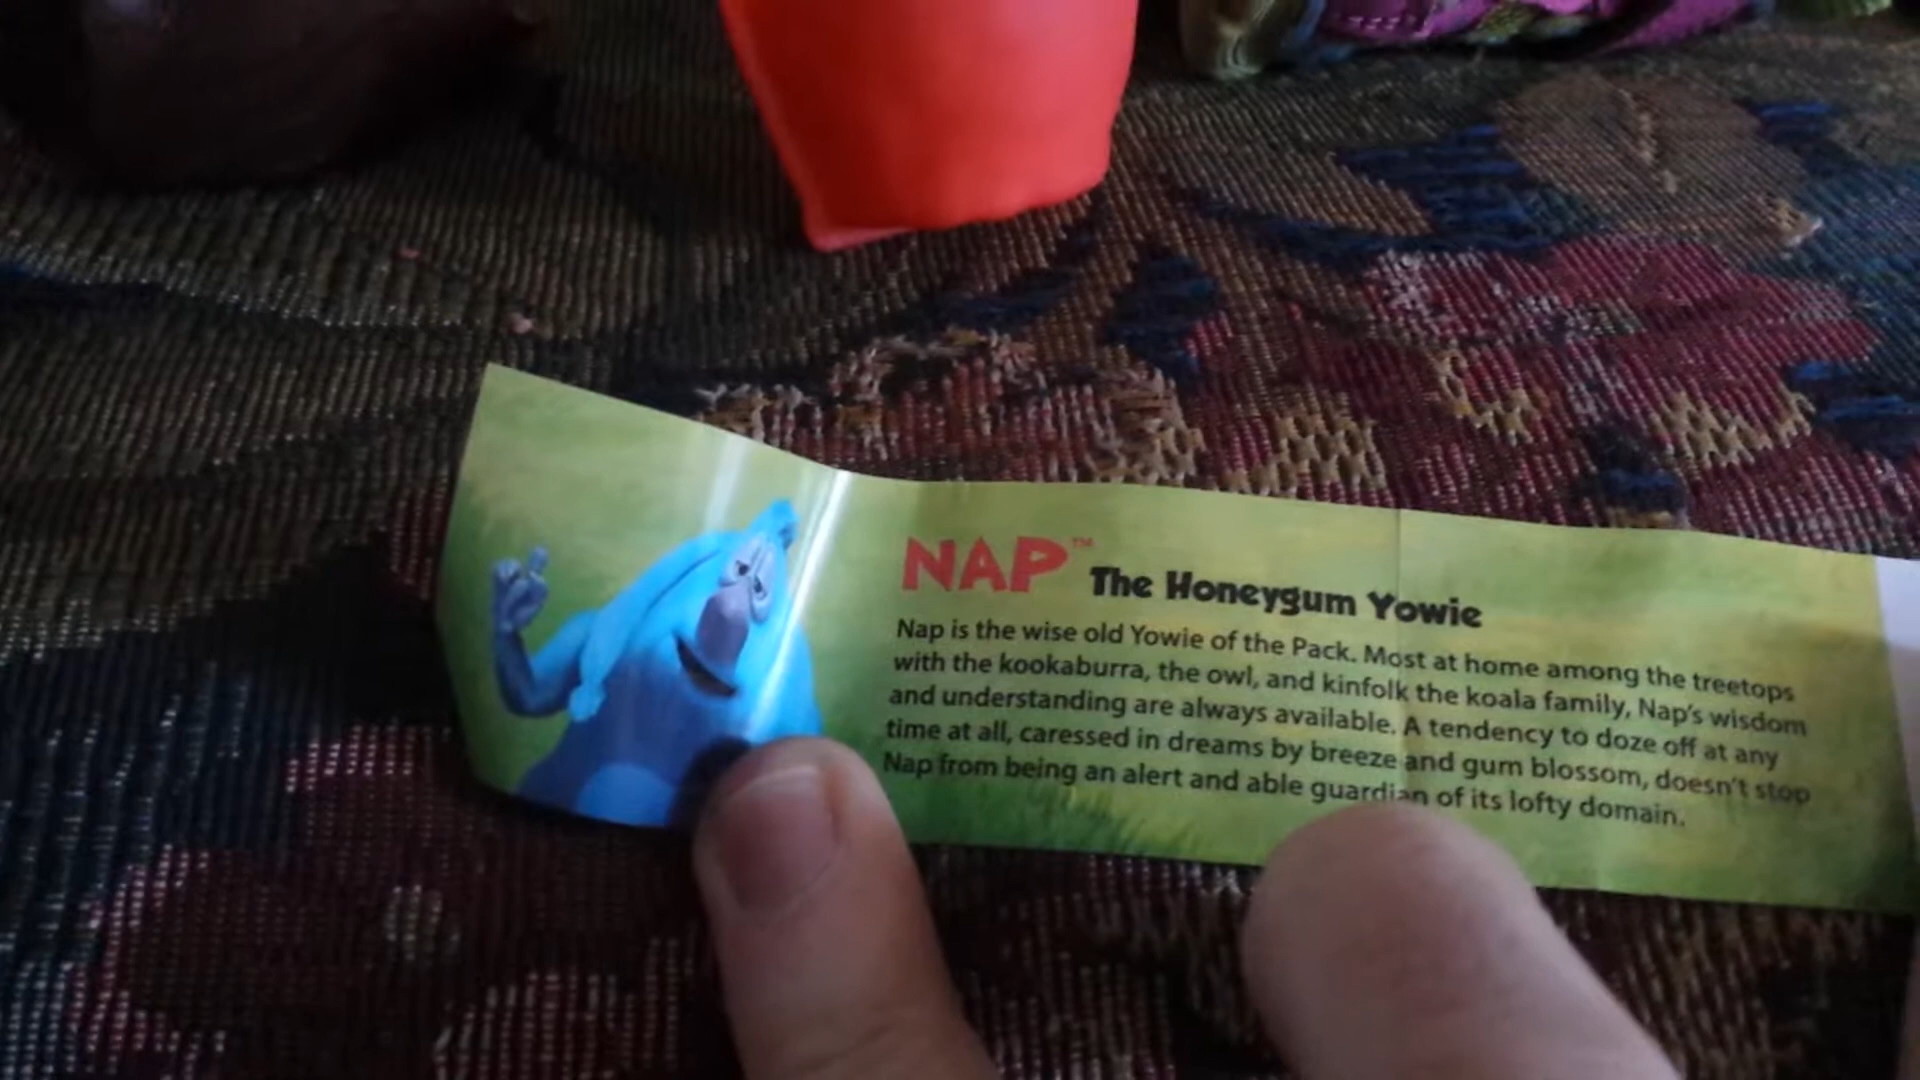 NAP™ The Honeygum Yowie
Nap is the wise old Yowie of the Pack. Most at home among the treetops
with the kookaburra, the owl, and kinfolk the koala family, Nap's wisdom
and understanding are always available. A tendency to doze off at any
time at all, caressed in dreams by breeze and gum blossom, doesn't stop
Nap from being an alert and able guardian of its lofty domain.